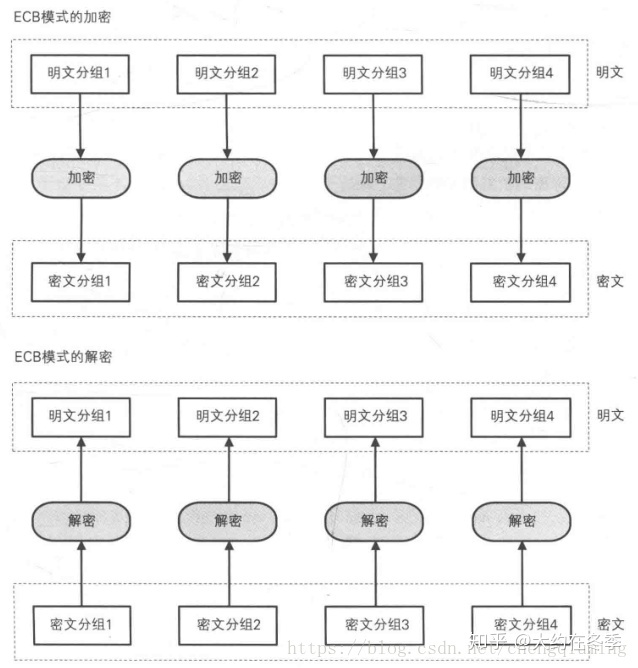 ECB模式的加密
明文分组1 明文分组2 明文分组3 明文分组4 明文
加密 加密 加密 加密
密文分组1 密文分组2 密文分组3 密文分组4 密文
ECB模式的解密
明文分组1 明文分组2 明文分组3 明文分组4 明文
解密 解密 解密 解密
密文分组1 密文分组2 密文分组3 密文分组4 密文
知乎 @大约在冬季